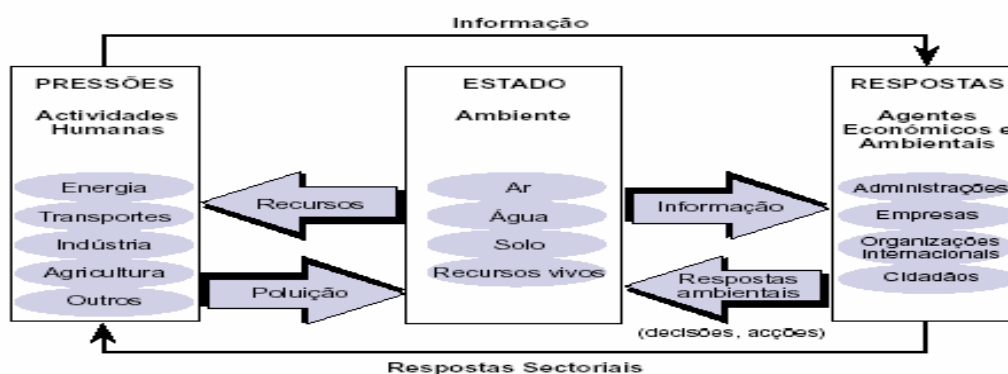 Informação
PRESSÕES
Actividades
Humanas
Energia
Transportes
Indústria
Agricultura
Outros
Recursos
Poluição
ESTADO
Ambiente
Ar
Água
Solo
Recursos vivos
Informação
Respostas
ambientais
(decisões, acções)
RESPOSTAS
Agentes
Económicos e
Ambientais
Administrações
Empresas
Organizações
Internacionais
Cidadãos
Respostas Sectoriais